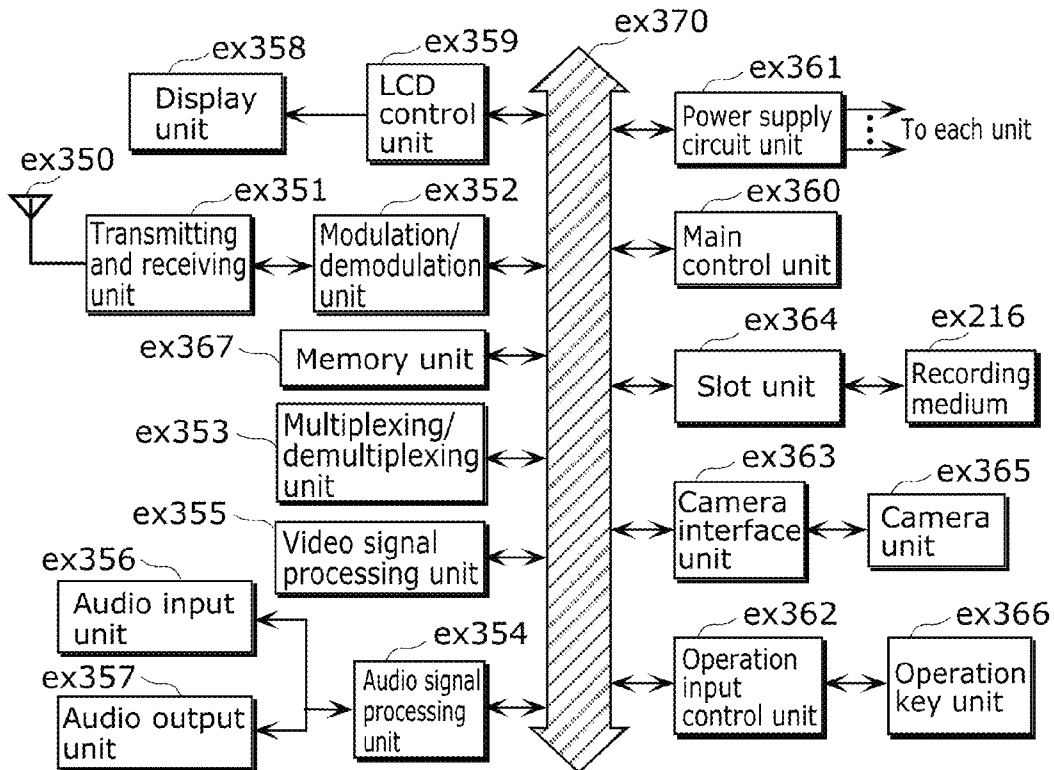 ex358
ex359
ex370
Display
unit
LCD
control
unit
ex361
Power supply
circuit unit
To each unit
ex350
ex351
ex352
ex360
Transmitting
and receiving
unit
Modulation/
demodulation
unit
Main
control unit
ex367
Memory unit
ex364
ex216
Slot unit
Recording
medium
ex353
Multiplexing/
demultiplexing
unit
ex363
ex365
Camera
interface
unit
Camera
unit
ex355
Video signal
processing unit
ex356
Audio input
unit
ex354
ex362
ex366
ex357
Audio output
unit
Audio signal
processing
unit
Operation
input
control unit
Operation
key unit